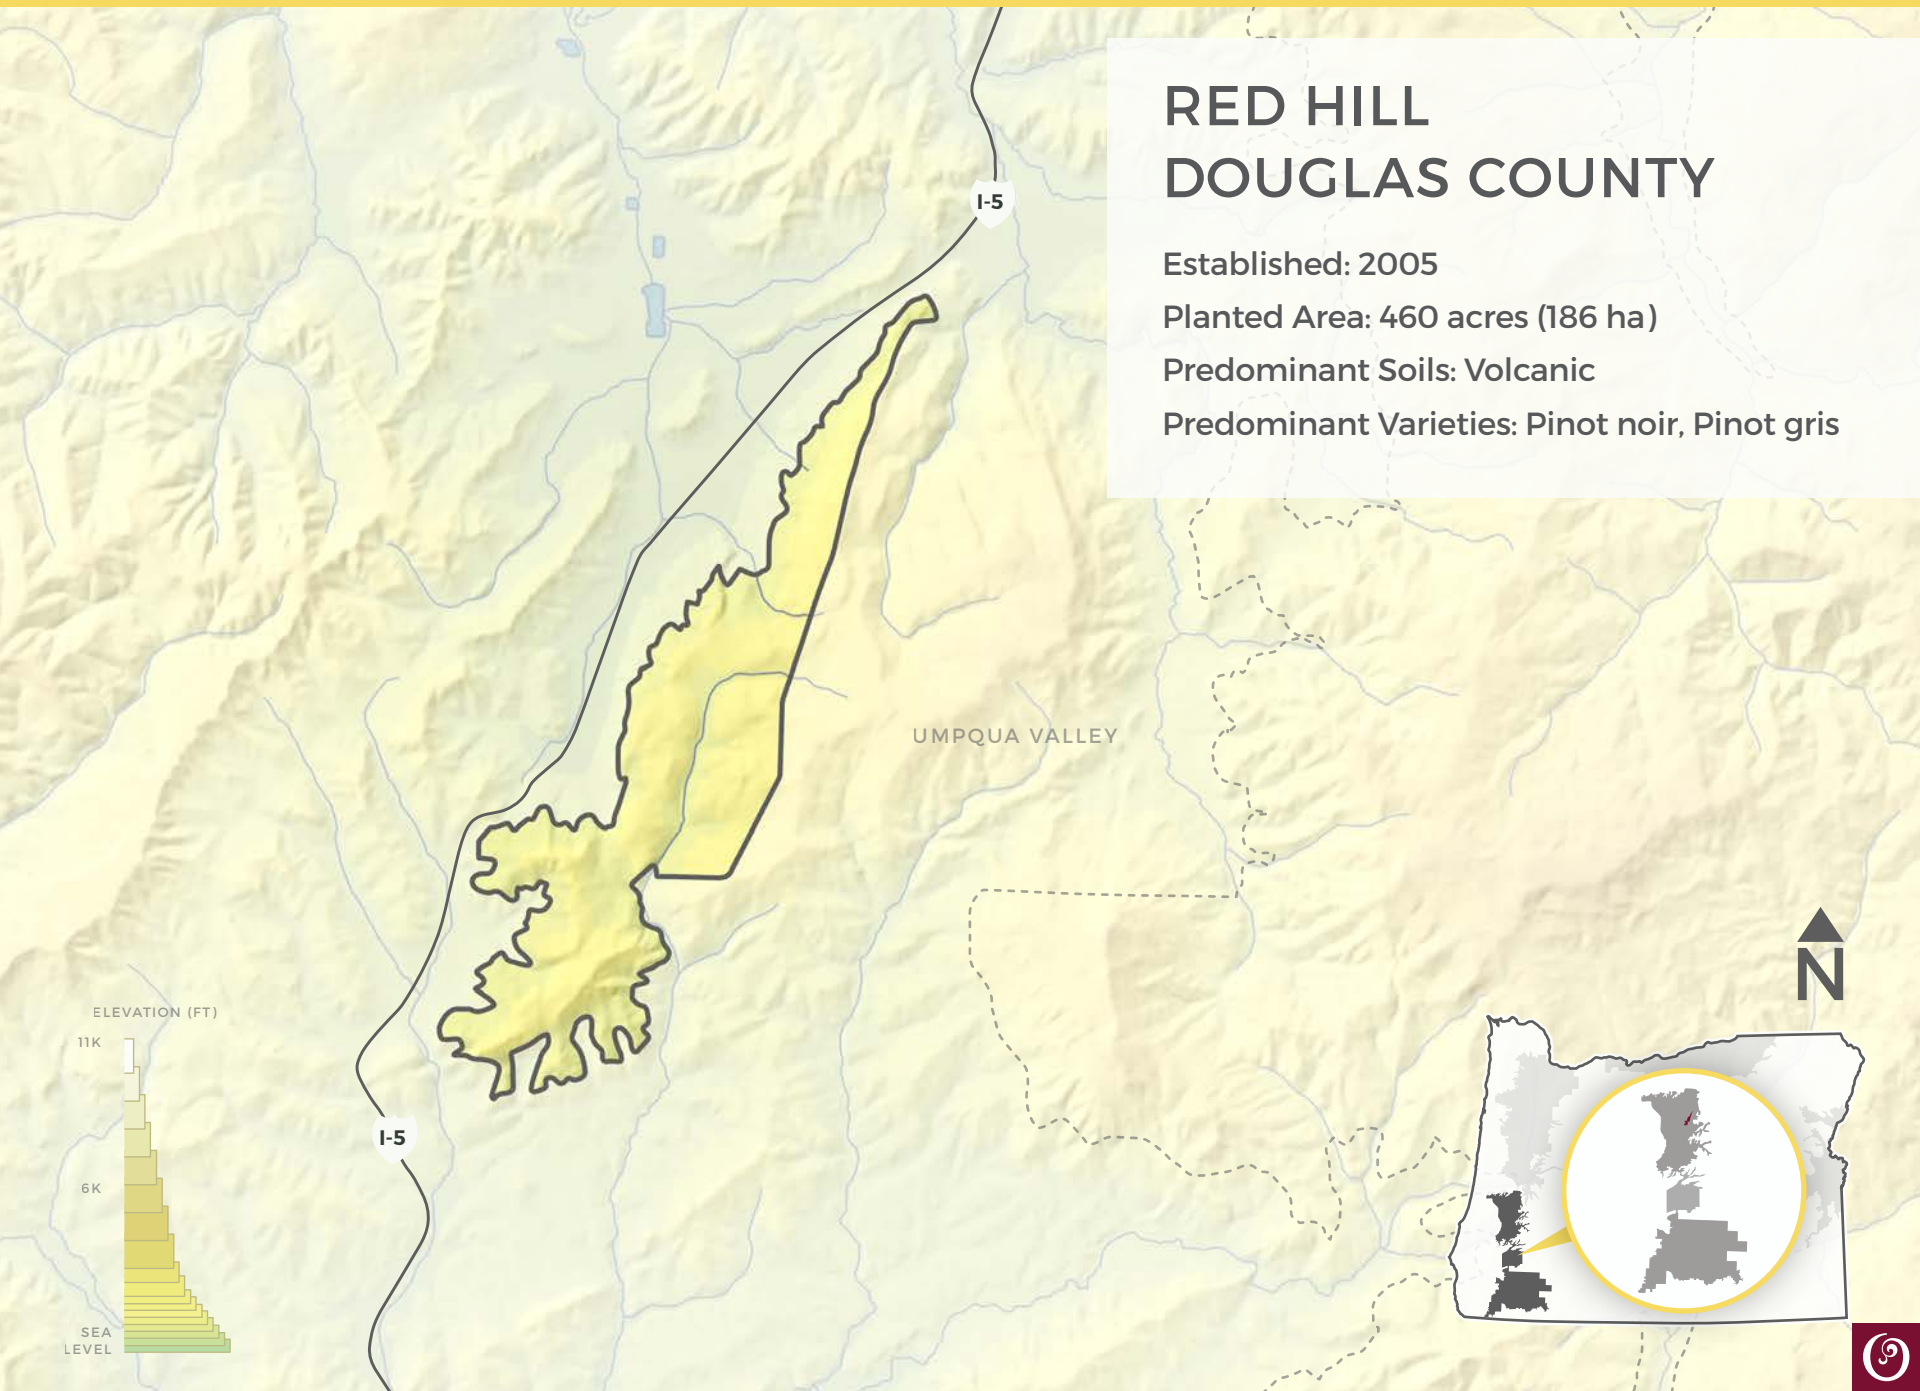 RED HILL
DOUGLAS COUNTY
Established: 2005
Planted Area: 460 acres (186 ha)
Predominant Soils: Volcanic
Predominant Varieties: Pinot noir, Pinot gris
I-5
UMPQUA VALLEY
I-5
ELEVATION (FT)
11K
6K
SEA
LEVEL
N